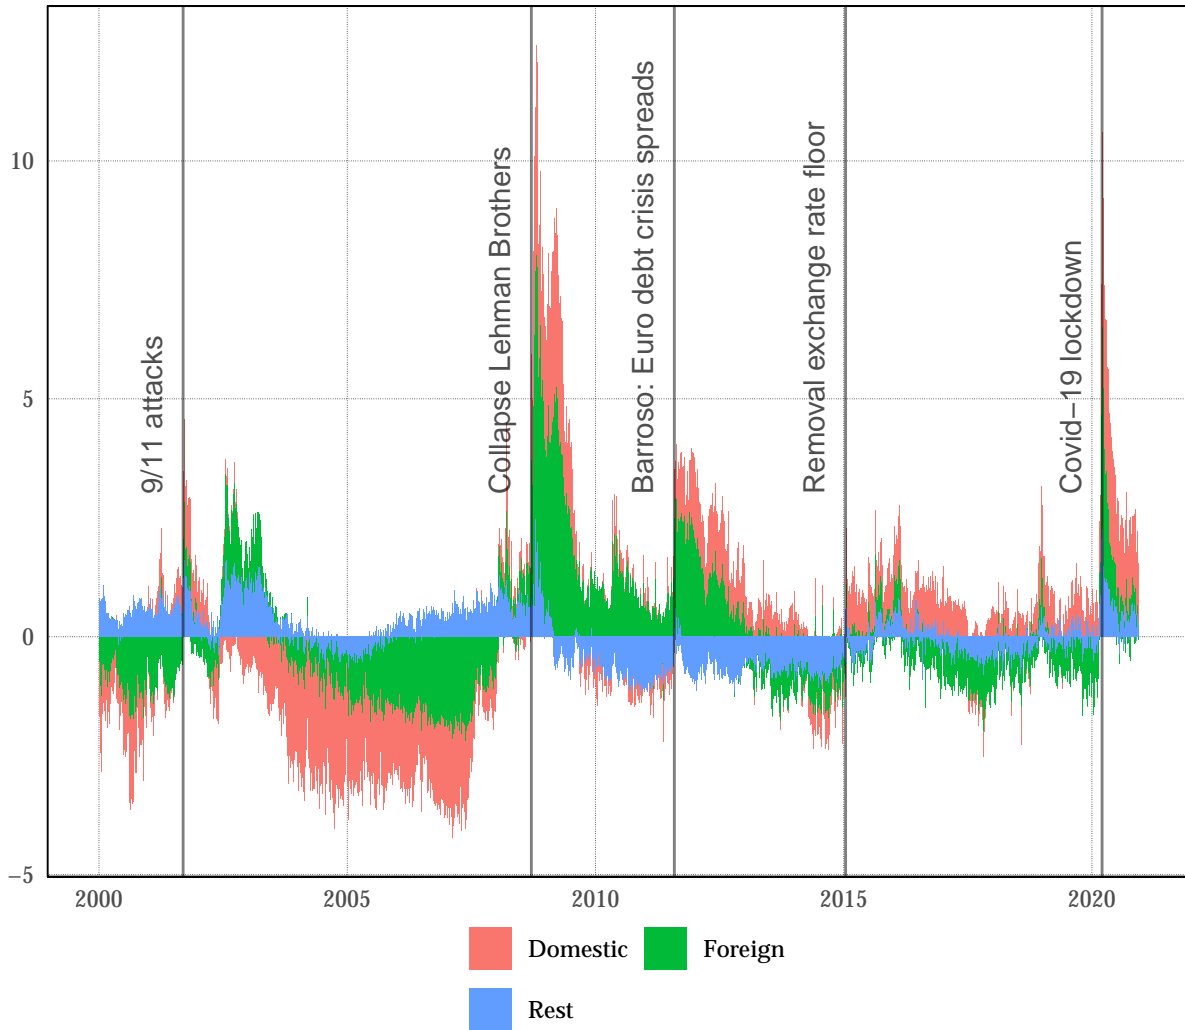 10
5
0
−5
9/11 attacks
Collapse Lehman Brothers
Barroso: Euro debt crisis spreads
Removal exchange rate floor
Covid−19 lockdown
2000
2005
2010
2015
2020
Domestic
Foreign
Rest